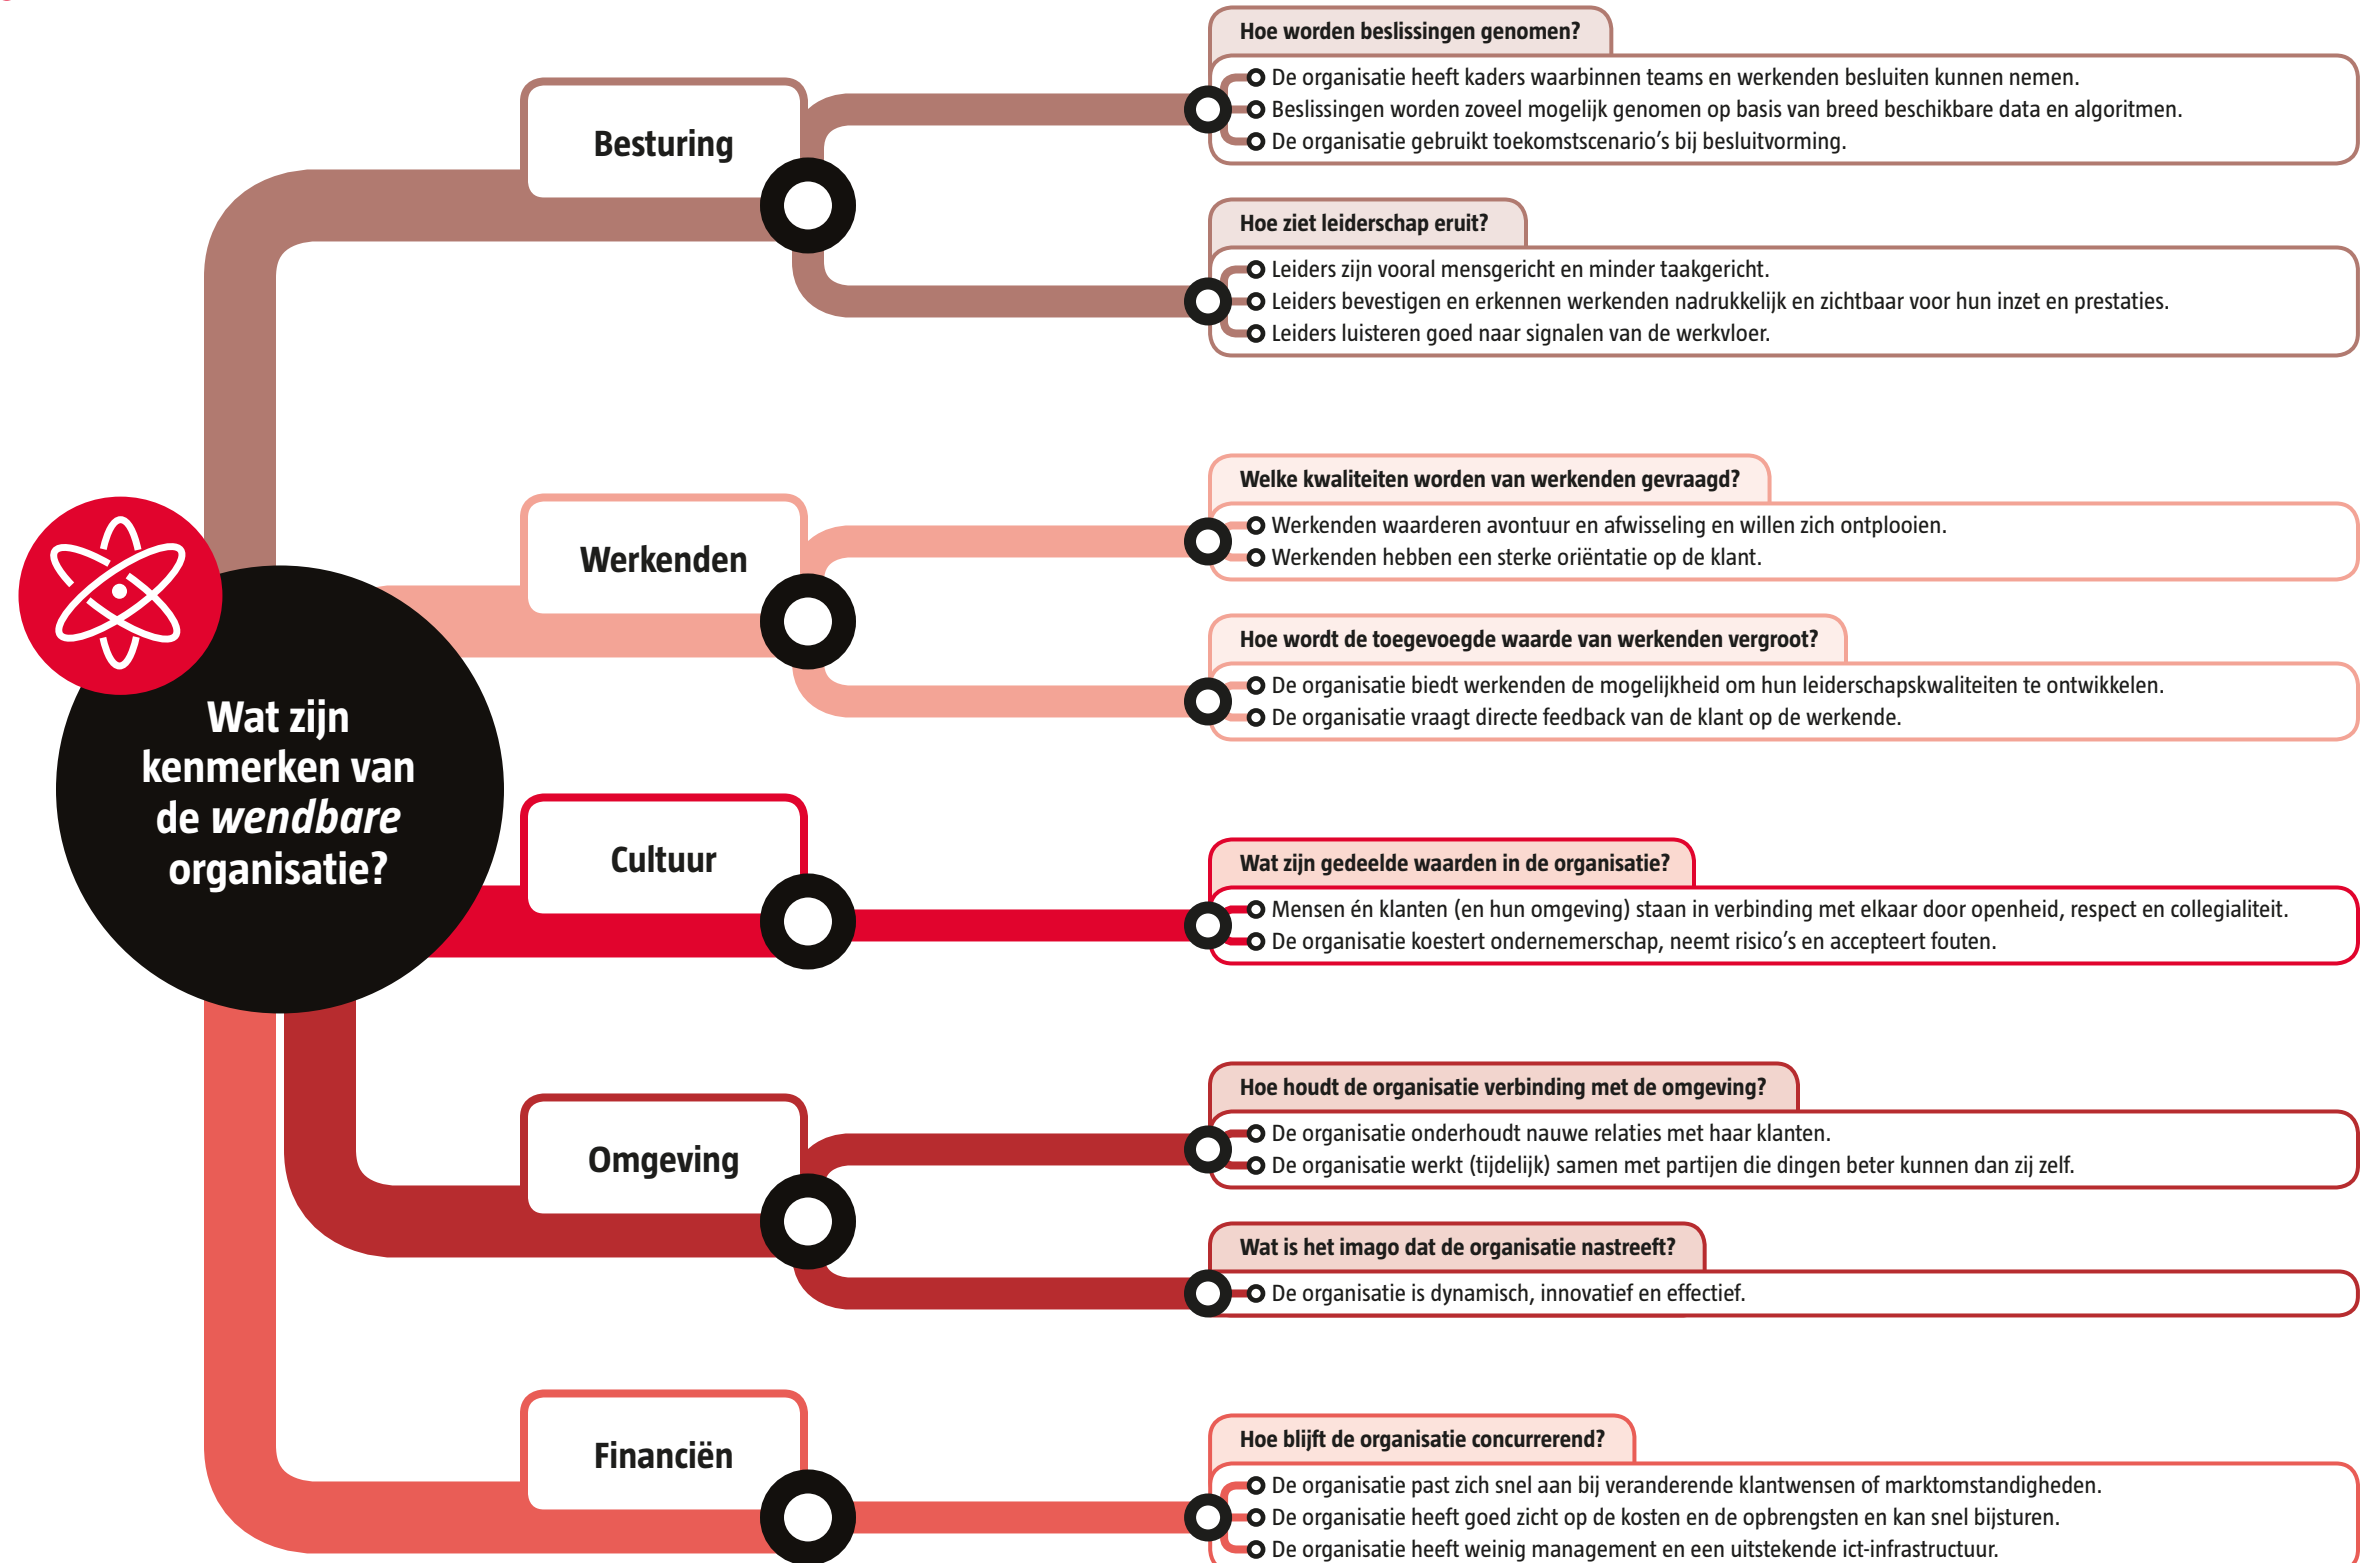 Wat zijn
kenmerken van
de wendbare
organisatie?
Besturing
Hoe worden beslissingen genomen?
De organisatie heeft kaders waarbinnen teams en werkenden besluiten kunnen nemen.
Beslissingen worden zoveel mogelijk genomen op basis van breed beschikbare data en algoritmen.
De organisatie gebruikt toekomstscenario's bij besluitvorming.
Hoe ziet leiderschap eruit?
Leiders zijn vooral mensgericht en minder taakgericht.
Leiders bevestigen en erkennen werkenden nadrukkelijk en zichtbaar voor hun inzet en prestaties.
Leiders luisteren goed naar signalen van de werkvloer.
Werkenden
Welke kwaliteiten worden van werkenden gevraagd?
Werkenden waarderen avontuur en afwisseling en willen zich ontplooien.
Werkenden hebben een sterke oriëntatie op de klant.
Hoe wordt de toegevoegde waarde van werkenden vergroot?
De organisatie biedt werkenden de mogelijkheid om hun leiderschapskwaliteiten te ontwikkelen.
De organisatie vraagt directe feedback van de klant op de werkende.
Cultuur
Wat zijn gedeelde waarden in de organisatie?
Mensen én klanten (en hun omgeving) staan in verbinding met elkaar door openheid, respect en collegialiteit.
De organisatie koestert ondernemerschap, neemt risico's en accepteert fouten.
Omgeving
Hoe houdt de organisatie verbinding met de omgeving?
De organisatie onderhoudt nauwe relaties met haar klanten.
De organisatie werkt (tijdelijk) samen met partijen die dingen beter kunnen dan zij zelf.
Wat is het imago dat de organisatie nastreeft?
De organisatie is dynamisch, innovatief en effectief.
Financiën
Hoe blijft de organisatie concurrerend?
De organisatie past zich snel aan bij veranderende klantwensen of marktomstandigheden.
De organisatie heeft goed zicht op de kosten en de opbrengsten en kan snel bijsturen.
De organisatie heeft weinig management en een uitstekende ict-infrastructuur.